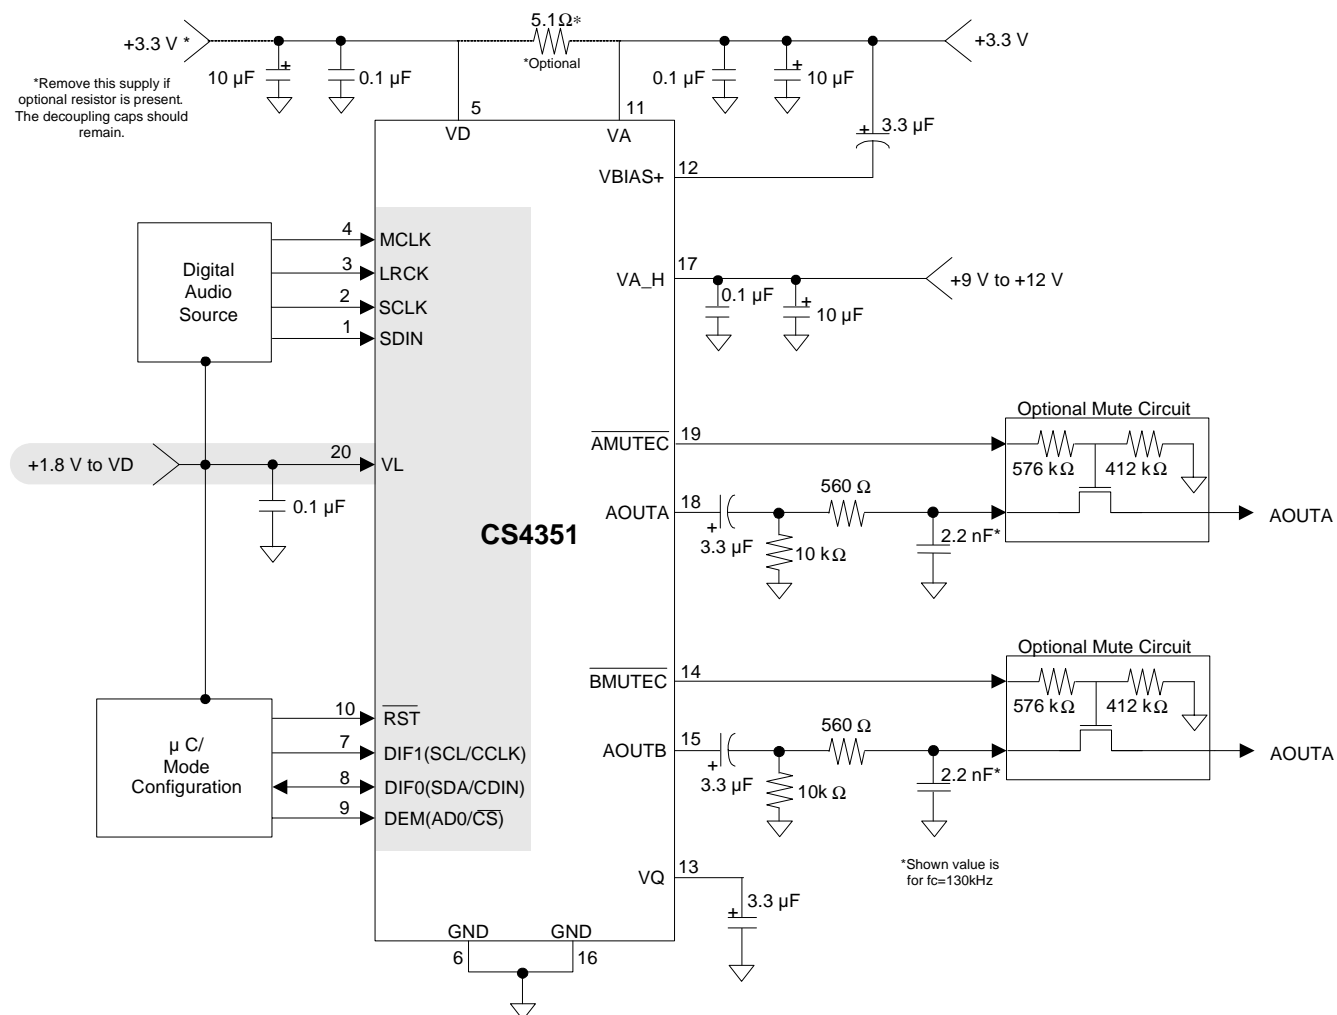 5.1Ω*
+3.3 V *
*Optional
+3.3 V
10 µF
+
0.1 µF
0.1 µF
+
10 µF
*Remove this supply if
optional resistor is present.
The decoupling caps should
remain.
5
11
VD
VA
+
3.3 µF
VBIAS+
12
Digital
Audio
Source
4
MCLK
3
LRCK
2
SCLK
1
SDIN
VA_H
17
+9 V to +12 V
0.1 µF
+
10 µF
+1.8 V to VD
20
VL
0.1 µF
CS4351
Optional Mute Circuit
AMUTEC
19
576 kΩ
412 kΩ
AOUTA
18
+
3.3 µF
560 Ω
10 kΩ
2.2 nF*
AOUTA
Optional Mute Circuit
BMUTEC
14
576 kΩ
412 kΩ
AOUTB
15
+
3.3 µF
560 Ω
10k Ω
2.2 nF*
AOUTA
*Shown value is
for fc=130kHz
µ C/
Mode
Configuration
10
RST
7
DIF1(SCL/CCLK)
8
DIF0(SDA/CDIN)
9
DEM(AD0/CS)
VQ
13
+
3.3 µF
GND
GND
6
16